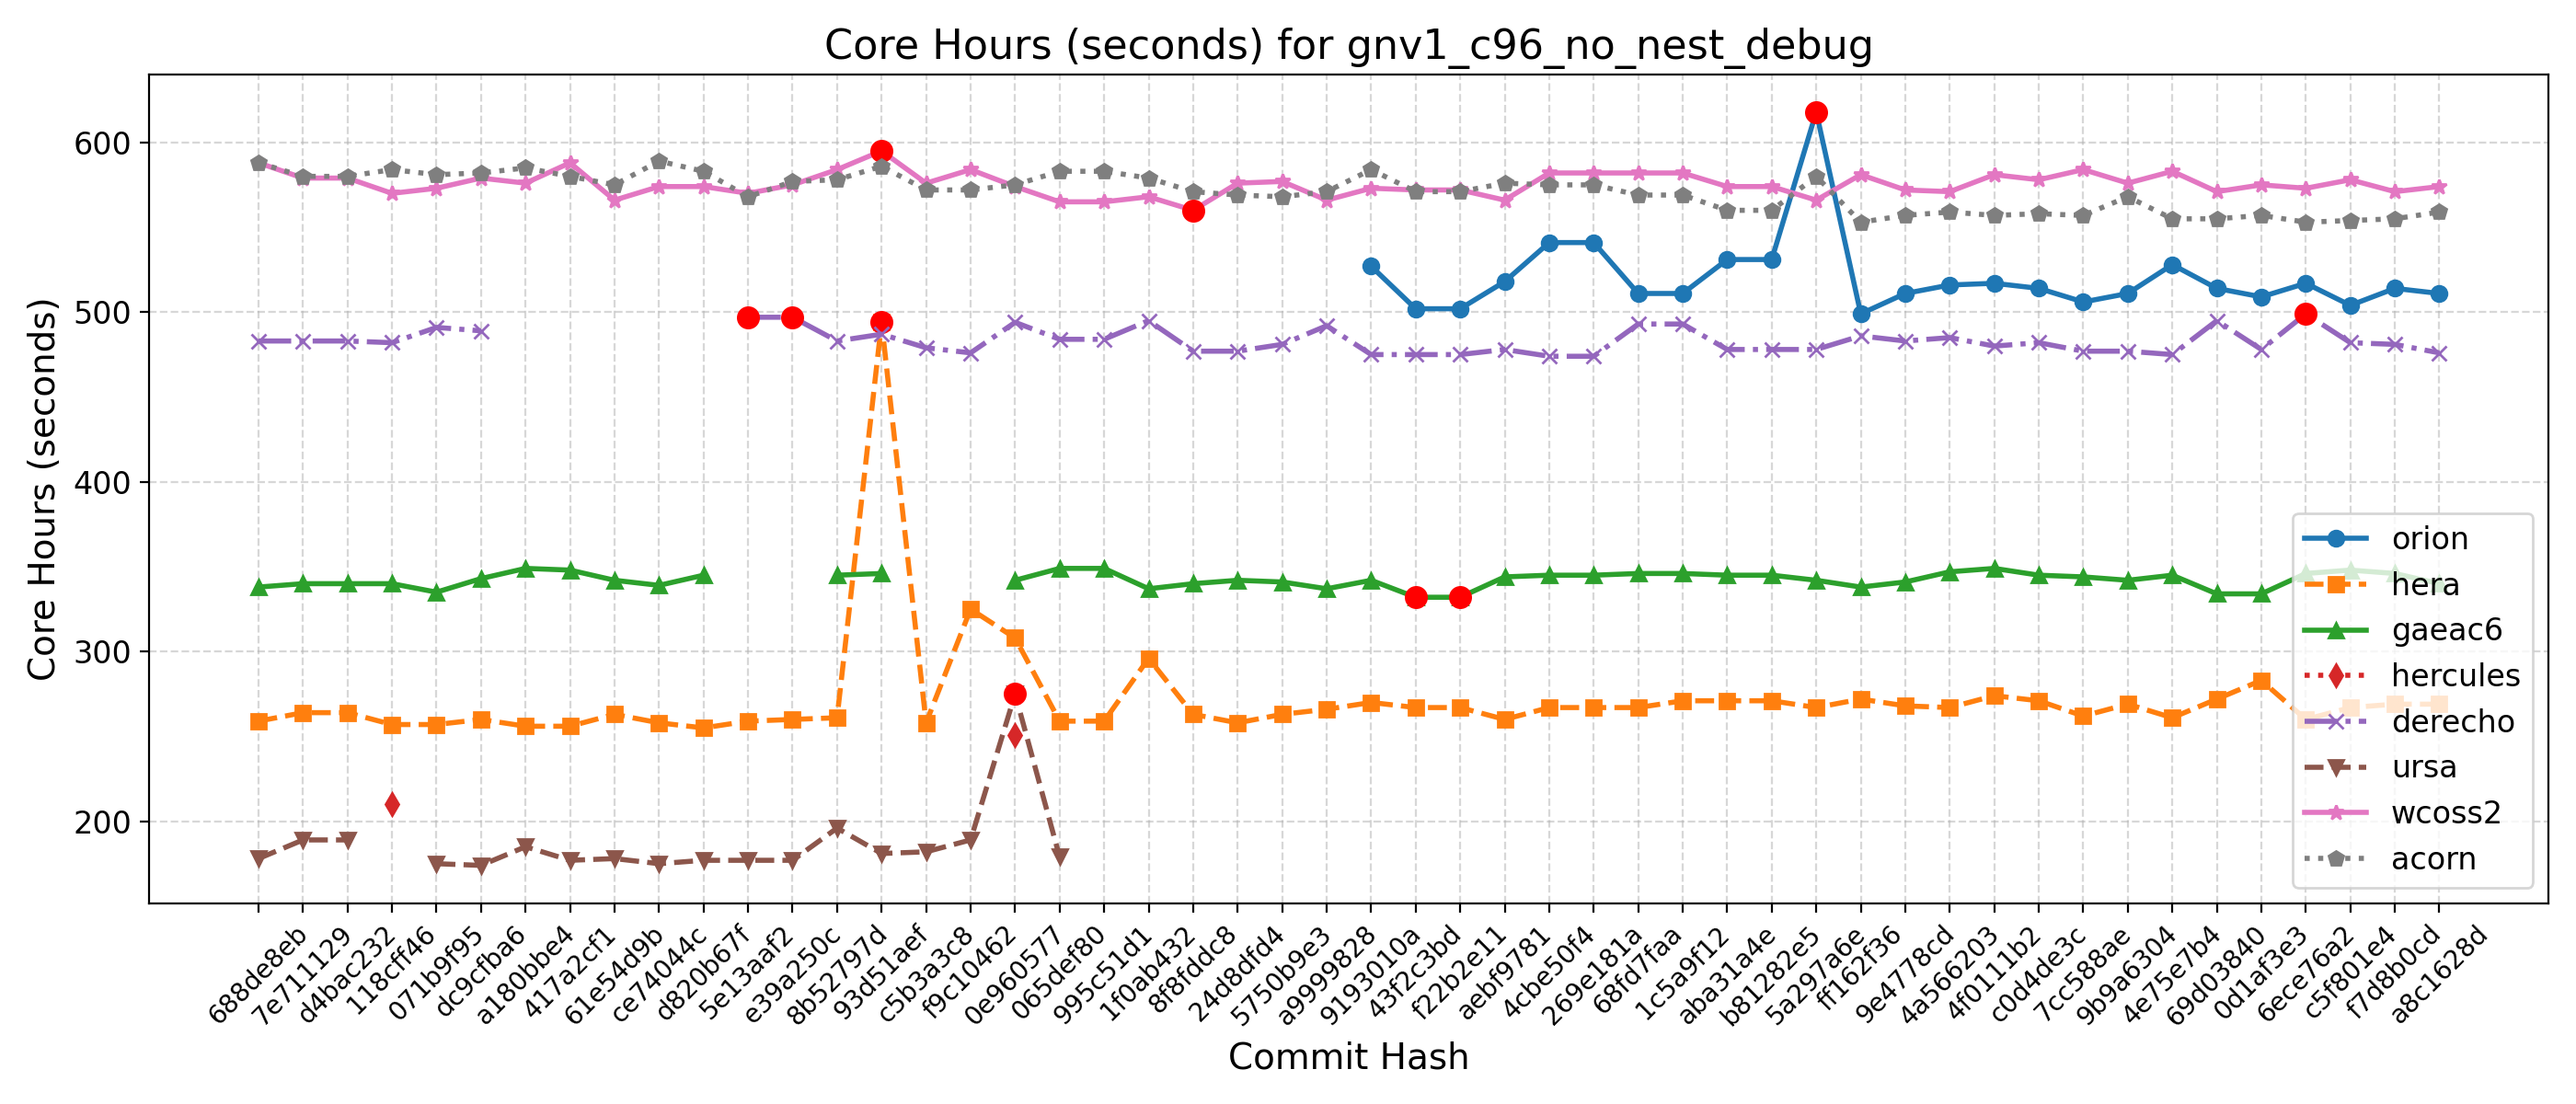 Core Hours (seconds) for gnv1_c96_no_nest_debug
Core Hours (seconds)
600
500
400
300
200
orion
hera
gaeac6
hercules
derecho
ursa
wcoss2
acorn
688de8eb
7e711129
d4bac232
118cff46
071b9f95
dc9cfba6
a180bbe4
417a2cf1
61e54d9b
ce74044c
d820b67f
5e13aaf2
e39a250c
8b52797d
93d51aef
c5b3a3c8
f9c10462
0e960577
065def80
995c51d1
1f0ab432
8f8fddc8
24d8dfd4
5750b9e3
a9999828
9193010a
43f2c3bd
f22b2e11
aebf9781
4cbe50f4
269e181a
68fd7faa
1c5a9f12
aba31a4e
b81282e5
5a297a6e
ff162f36
9e4778cd
4a566203
4f0111b2
c0d4de3c
7cc588ae
9b9a6304
4e75e7b4
69d03840
0d1af3e3
6ece76a2
c5f801e4
f7d8b0cd
a8c1628d
Commit Hash